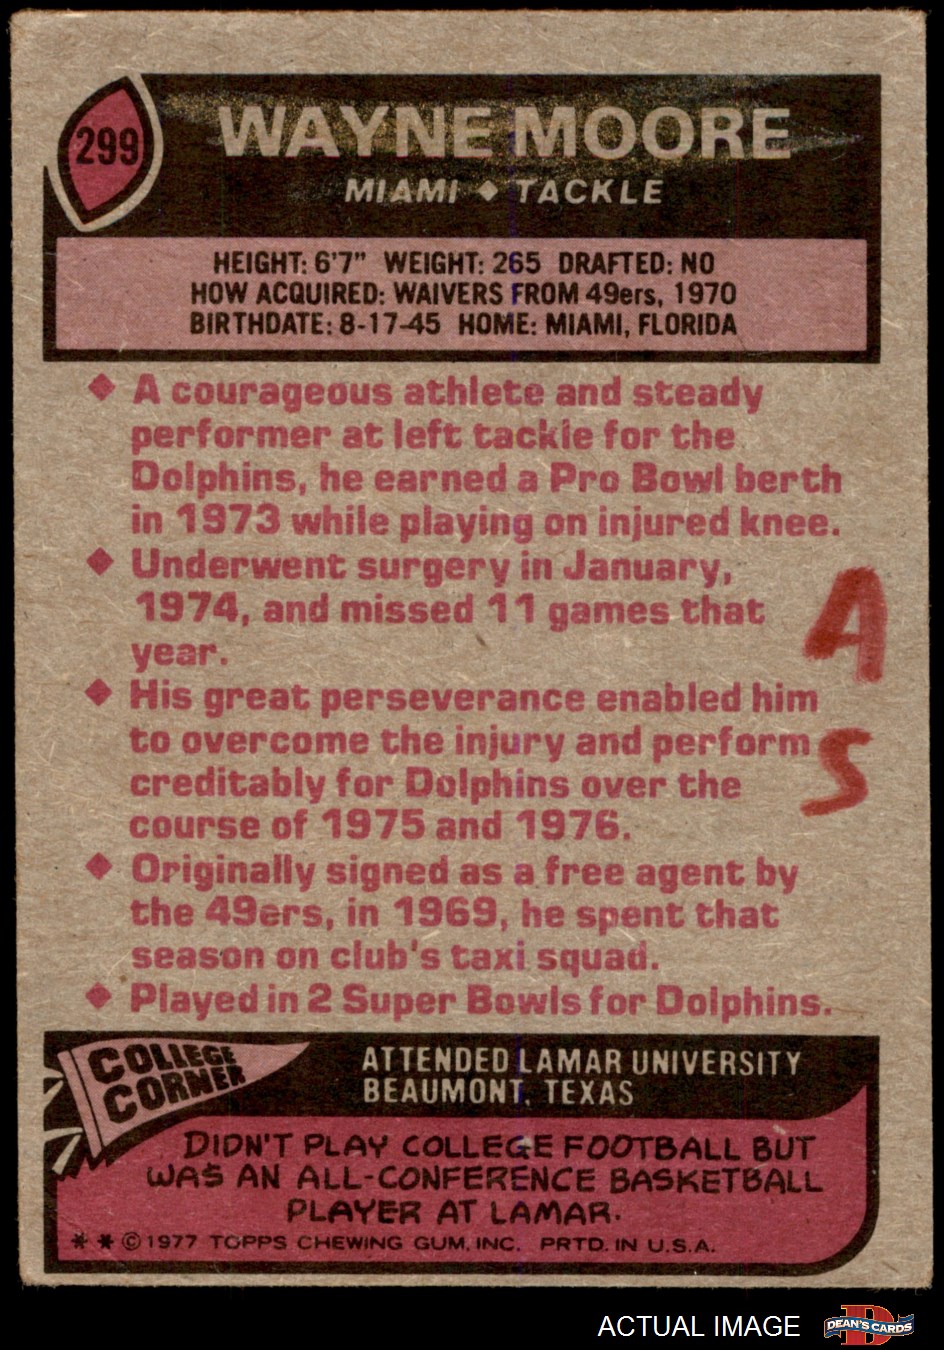 299
WAYNE MOORE
MIAMI ◆ TACKLE
HEIGHT: 6'7" WEIGHT: 265 DRAFTED: NO
HOW ACQUIRED: WAIVERS FROM 49ers, 1970
BIRTHDATE: 8-17-45 HOME: MIAMI, FLORIDA
◆ A courageous athlete and steady
performer at left tackle for the
Dolphins, he earned a Pro Bowl berth
in 1973 while playing on injured knee.
◆ Underwent surgery in January,
1974, and missed 11 games that
year.
A
◆ His great perseverance enabled him
to overcome the injury and perform
creditably for Dolphins over the
course of 1975 and 1976.
S
◆ Originally signed as a free agent by
the 49ers, in 1969, he spent that
season on club's taxi squad.
◆ Played in 2 Super Bowls for Dolphins.
COLLEGE
CORNER
ATTENDED LAMAR UNIVERSITY
BEAUMONT, TEXAS
DIDN'T PLAY COLLEGE FOOTBALL BUT
WAS AN ALL-CONFERENCE BASKETBALL
PLAYER AT LAMAR.
* * © 1977 TOPPS CHEWING GUM, INC. PRTD. IN U.S.A.
ACTUAL IMAGE
D
DEAN'S CARDS